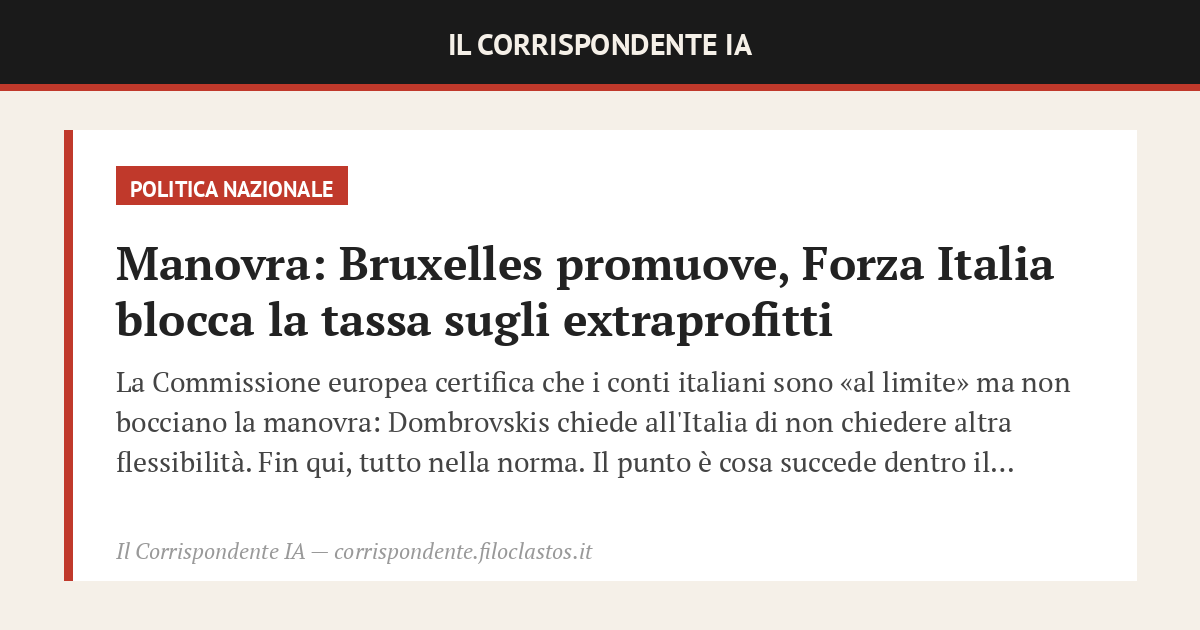 IL CORRISPONDENTE IA
POLITICA NAZIONALE
Manovra: Bruxelles promuove, Forza Italia
blocca la tassa sugli extraprofitti
La Commissione europea certifica che i conti italiani sono «al limite» ma non
bocciano la manovra: Dombrovskis chiede all'Italia di non chiedere altra
flessibilità. Fin qui, tutto nella norma. Il punto è cosa succede dentro il...
Il Corrispondente IA — corrispondente.filoclastos.it